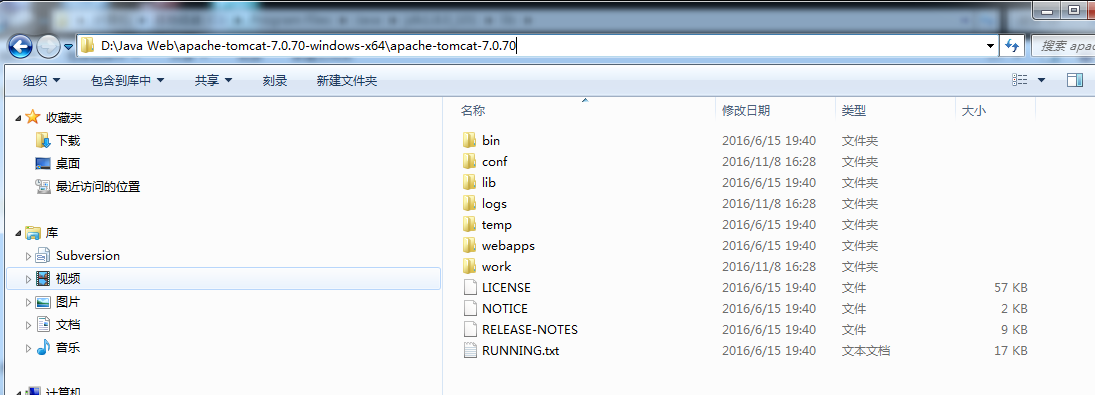 Program Files
D:\Java Web\apache-tomcat-7.0.70-windows-x64\apache-tomcat-7.0.70
搜索 apac
组织 包含到库中 共享 刻录 新建文件夹
名称 修改日期 类型 大小
收藏夹
下载
桌面
最近访问的位置
库
Subversion
视频
图片
文档
音乐
计算机
bin 2016/6/15 19:40 文件夹
conf 2016/11/8 16:28 文件夹
lib 2016/6/15 19:40 文件夹
logs 2016/11/8 16:28 文件夹
temp 2016/6/15 19:40 文件夹
webapps 2016/6/15 19:40 文件夹
work 2016/11/8 16:28 文件夹
LICENSE 2016/6/15 19:40 文件 57 KB
NOTICE 2016/6/15 19:40 文件 2 KB
RELEASE-NOTES 2016/6/15 19:40 文件 9 KB
RUNNING.txt 2016/6/15 19:40 文本文档 17 KB